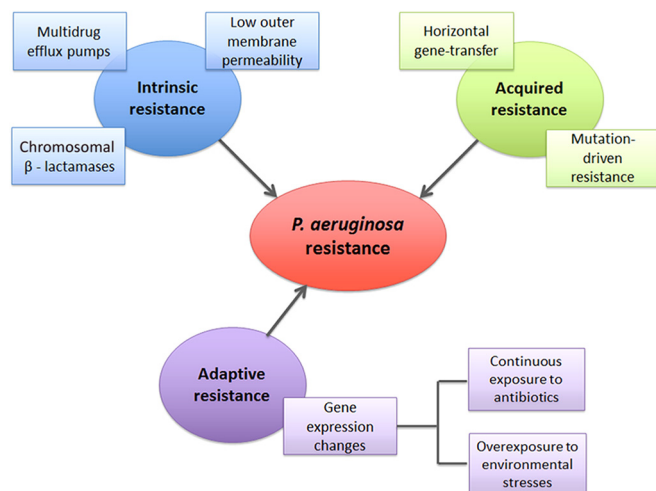 Multidrug
efflux pumps
Low outer
membrane
permeability
Intrinsic
resistance
Chromosomal
β - lactamases
Horizontal
gene-transfer
Acquired
resistance
Mutation-
driven
resistance
P. aeruginosa
resistance
Adaptive
resistance
Gene
expression
changes
Continuous
exposure to
antibiotics
Overexposure to
environmental
stresses